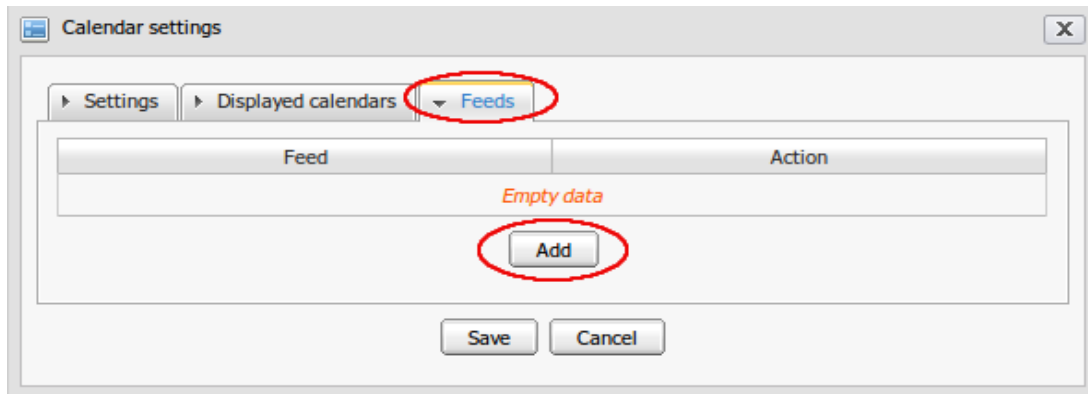 Calendar settings X
Settings Displayed calendars Feeds
Feed Action
Empty data
Add
Save Cancel